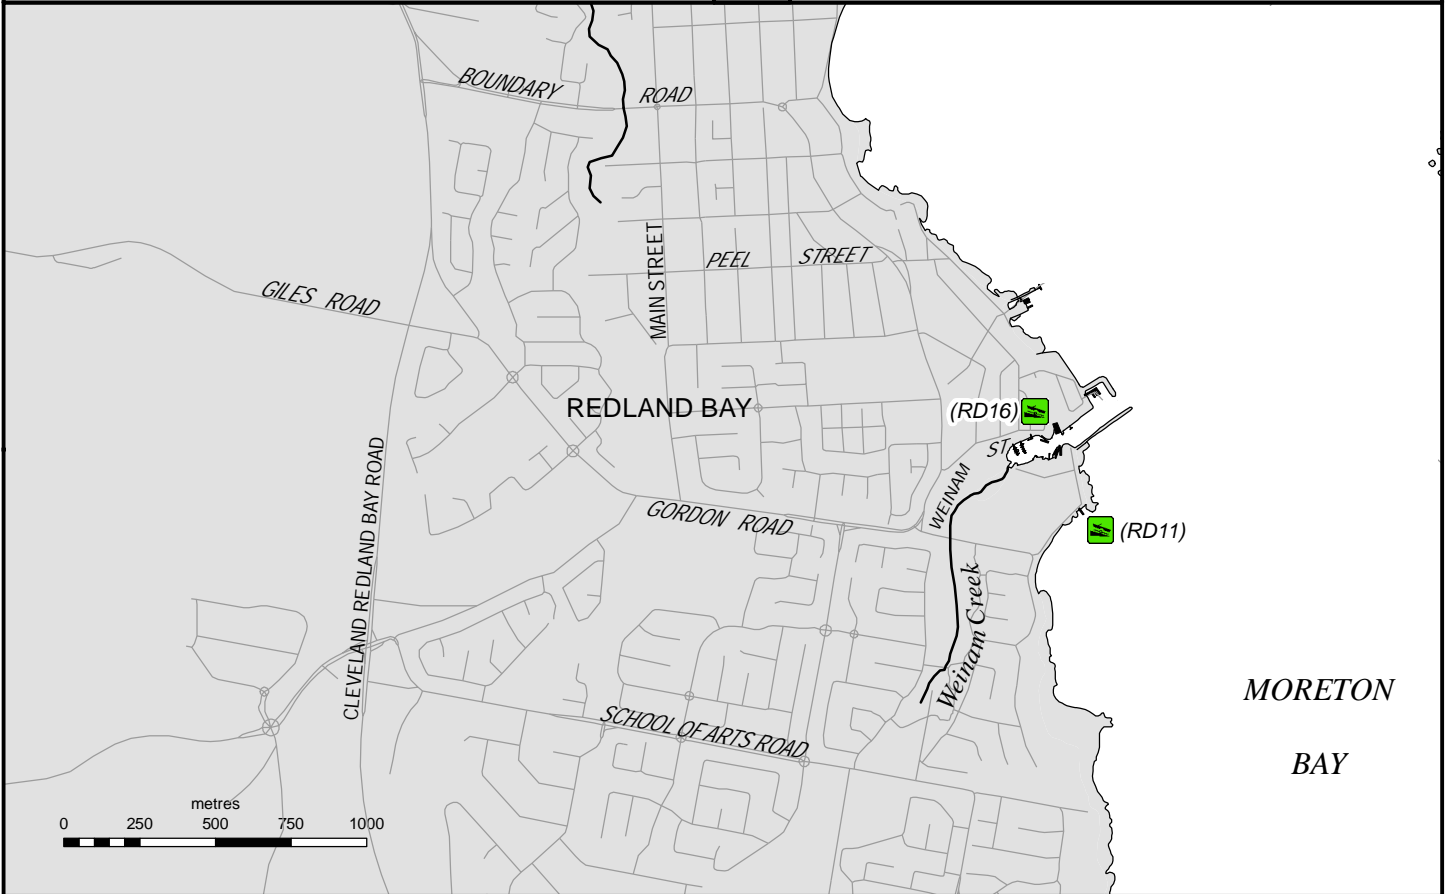 BOUNDARY ROAD
MAIN STREET
PEEL STREET
GILES ROAD
REDLAND BAY
(RD16)
WEINAM ST
CLEVELAND REDLAND BAY ROAD
GORDON ROAD
(RD11)
Weinam Creek
MORETON
BAY
SCHOOL OF ARTS ROAD
metres
0 250 500 750 1000